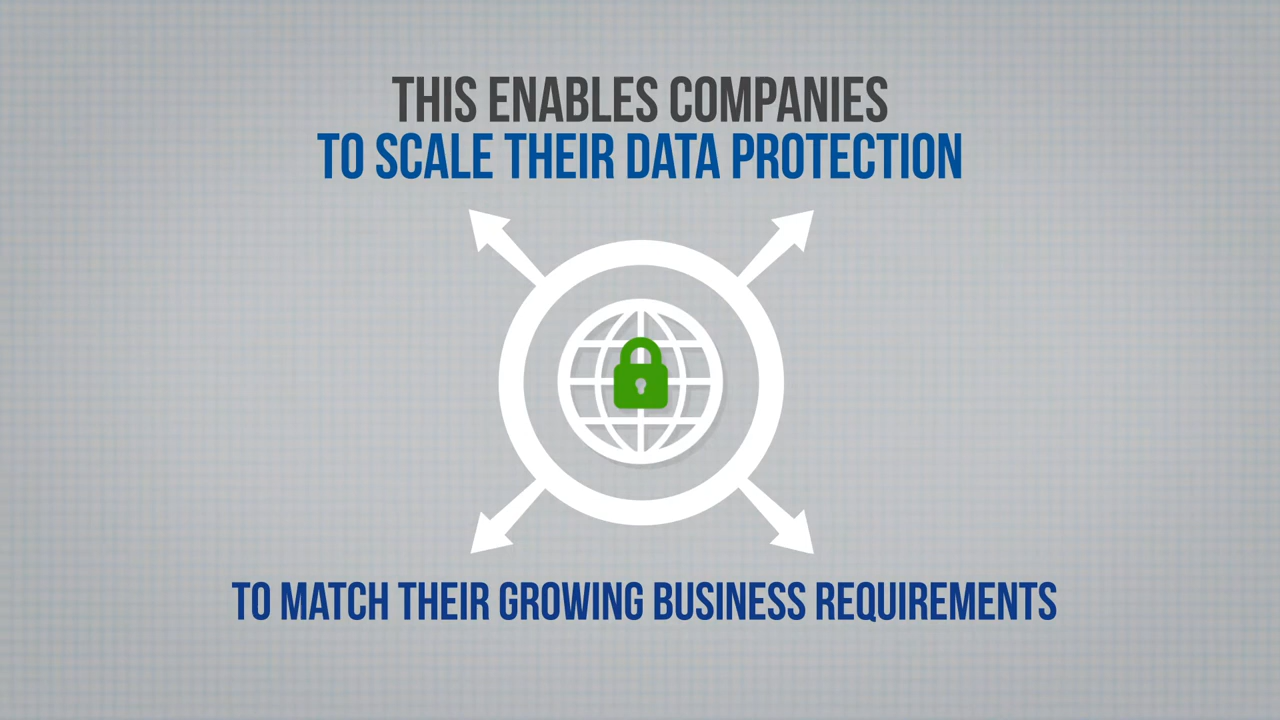 THIS ENABLES COMPANIES
TO SCALE THEIR DATA PROTECTION
TO MATCH THEIR GROWING BUSINESS REQUIREMENTS